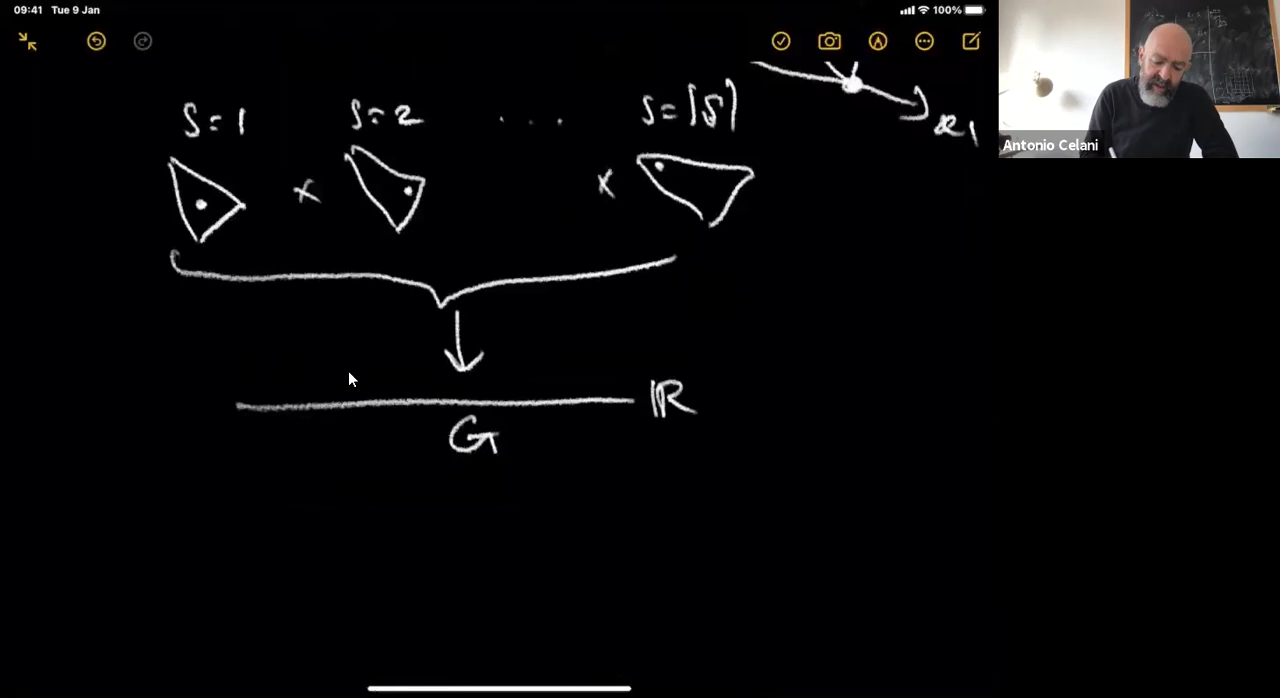 09:41 Tue 9 Jan 100%
S=1 S=2 ... S=|S|
x x
Antonio Celani
ℝ
G